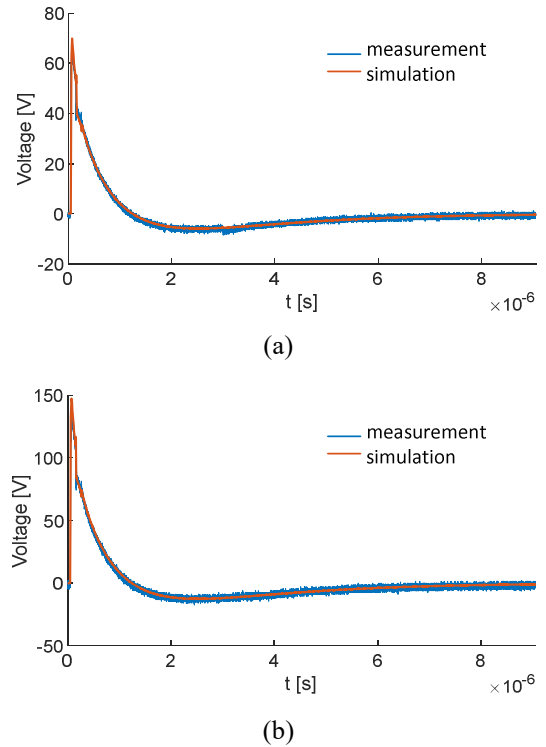 80
60
40
20
0
-20
Voltage [V]
measurement
simulation
0
2
4
6
8
t [s]
×10⁻⁶
(a)
150
100
50
0
-50
Voltage [V]
measurement
simulation
0
2
4
6
8
t [s]
×10⁻⁶
(b)